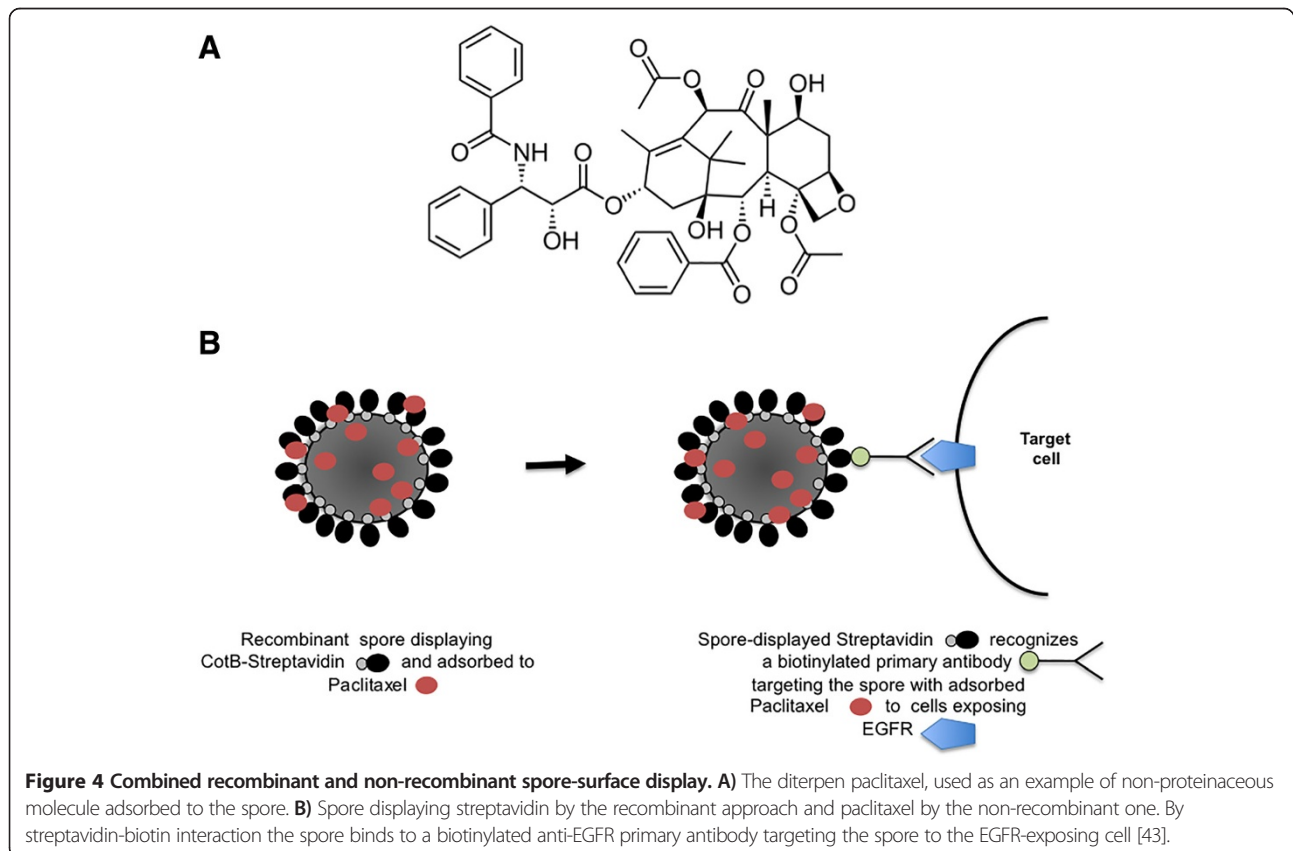 A
O
O
O
OH
O
NH
O
O
OH
O
OH
O
H
O
O
O
O
O
B
Target
cell
Recombinant spore displaying
CotB-Streptavidin and adsorbed to
Paclitaxel
Spore-displayed Streptavidin recognizes
a biotinylated primary antibody
targeting the spore with adsorbed
Paclitaxel to cells exposing
EGFR
Figure 4 Combined recombinant and non-recombinant spore-surface display. A) The diterpen paclitaxel, used as an example of non-proteinaceous
molecule adsorbed to the spore. B) Spore displaying streptavidin by the recombinant approach and paclitaxel by the non-recombinant one. By
streptavidin-biotin interaction the spore binds to a biotinylated anti-EGFR primary antibody targeting the spore to the EGFR-exposing cell [43].